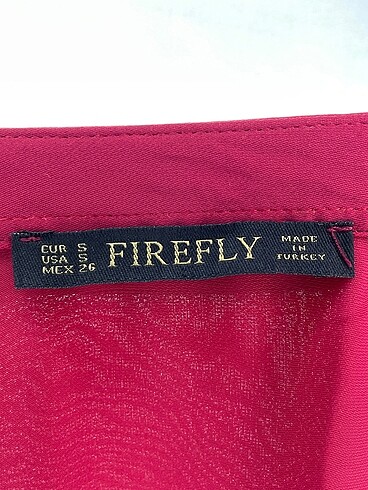 EUR S
USA S
MEX 26
FIREFLY
MADE
IN
TURKEY